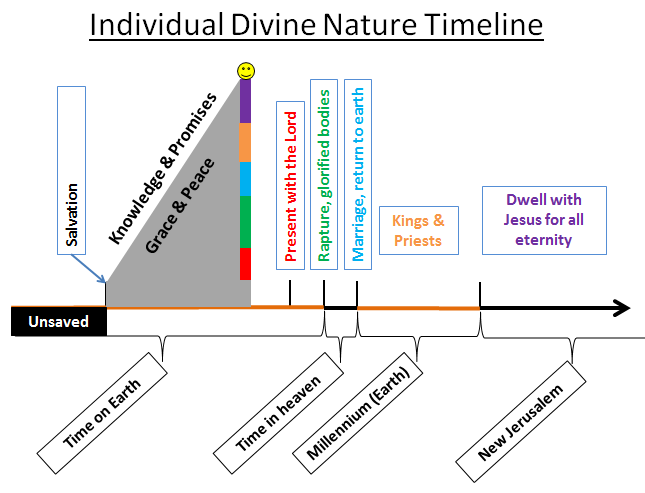 Individual Divine Nature Timeline
Salvation
Knowledge & Promises
Grace & Peace
Present with the Lord
Rapture, glorified bodies
Marriage, return to earth
Kings &
Priests
Dwell with
Jesus for all
eternity
Unsaved
Time on Earth
Time in heaven
Millennium (Earth)
New Jerusalem